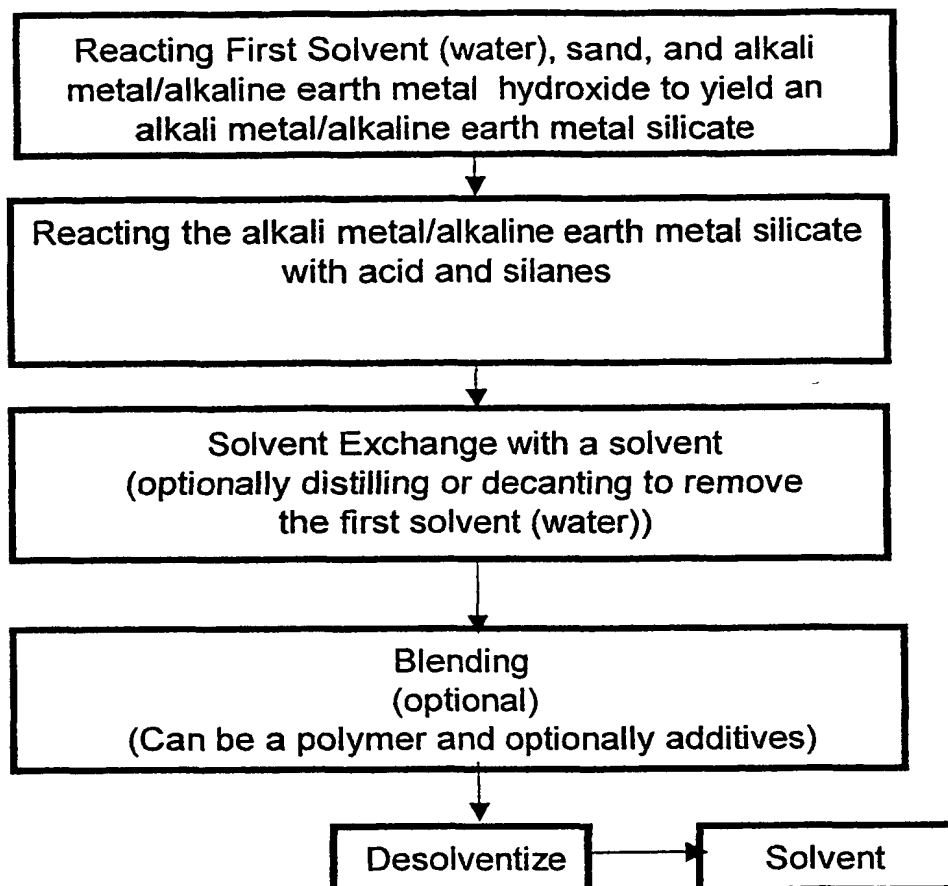 Reacting First Solvent (water), sand, and alkali
metal/alkaline earth metal hydroxide to yield an
alkali metal/alkaline earth metal silicate
Reacting the alkali metal/alkaline earth metal silicate
with acid and silanes
Solvent Exchange with a solvent
(optionally distilling or decanting to remove
the first solvent (water))
Blending
(optional)
(Can be a polymer and optionally additives)
Desolventize
Solvent